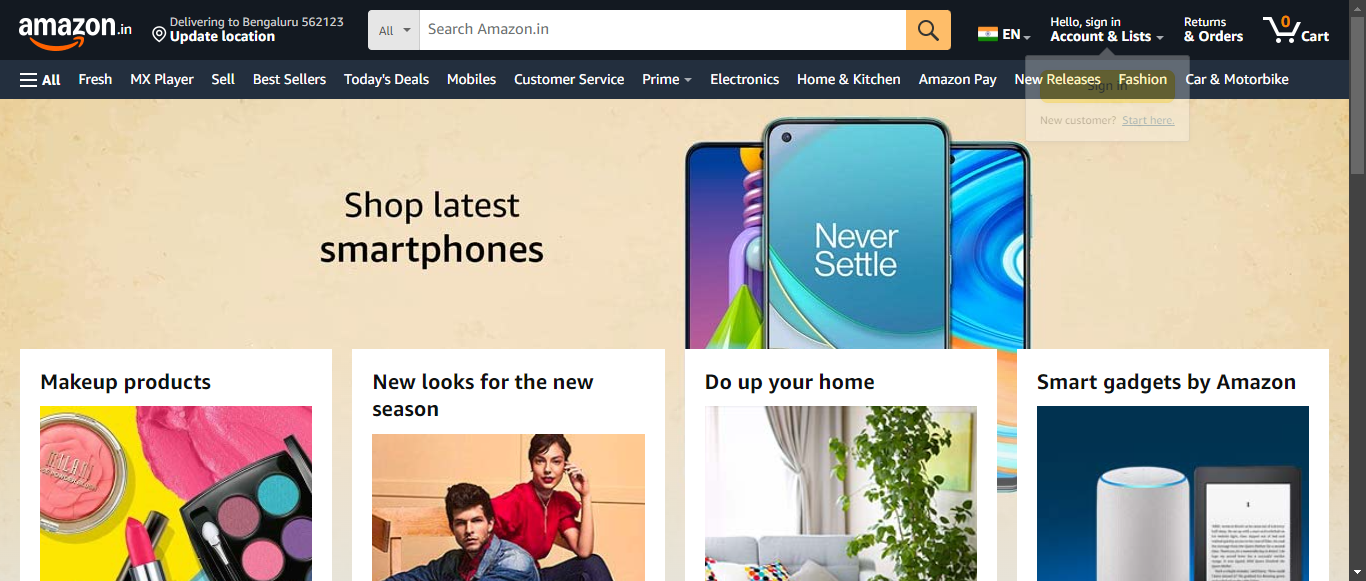 amazon.in
Delivering to Bengaluru 562123
Update location
All
Search Amazon.in
EN
Hello, sign in
Account & Lists
Returns
& Orders
0
Cart
All
Fresh
MX Player
Sell
Best Sellers
Today's Deals
Mobiles
Customer Service
Prime
Electronics
Home & Kitchen
Amazon Pay
New Releases
Fashion
Car & Motorbike
Sign in
New customer? Start here.
Shop latest
smartphones
Never
Settle
Makeup products
New looks for the new
season
Do up your home
Smart gadgets by Amazon
MILANI